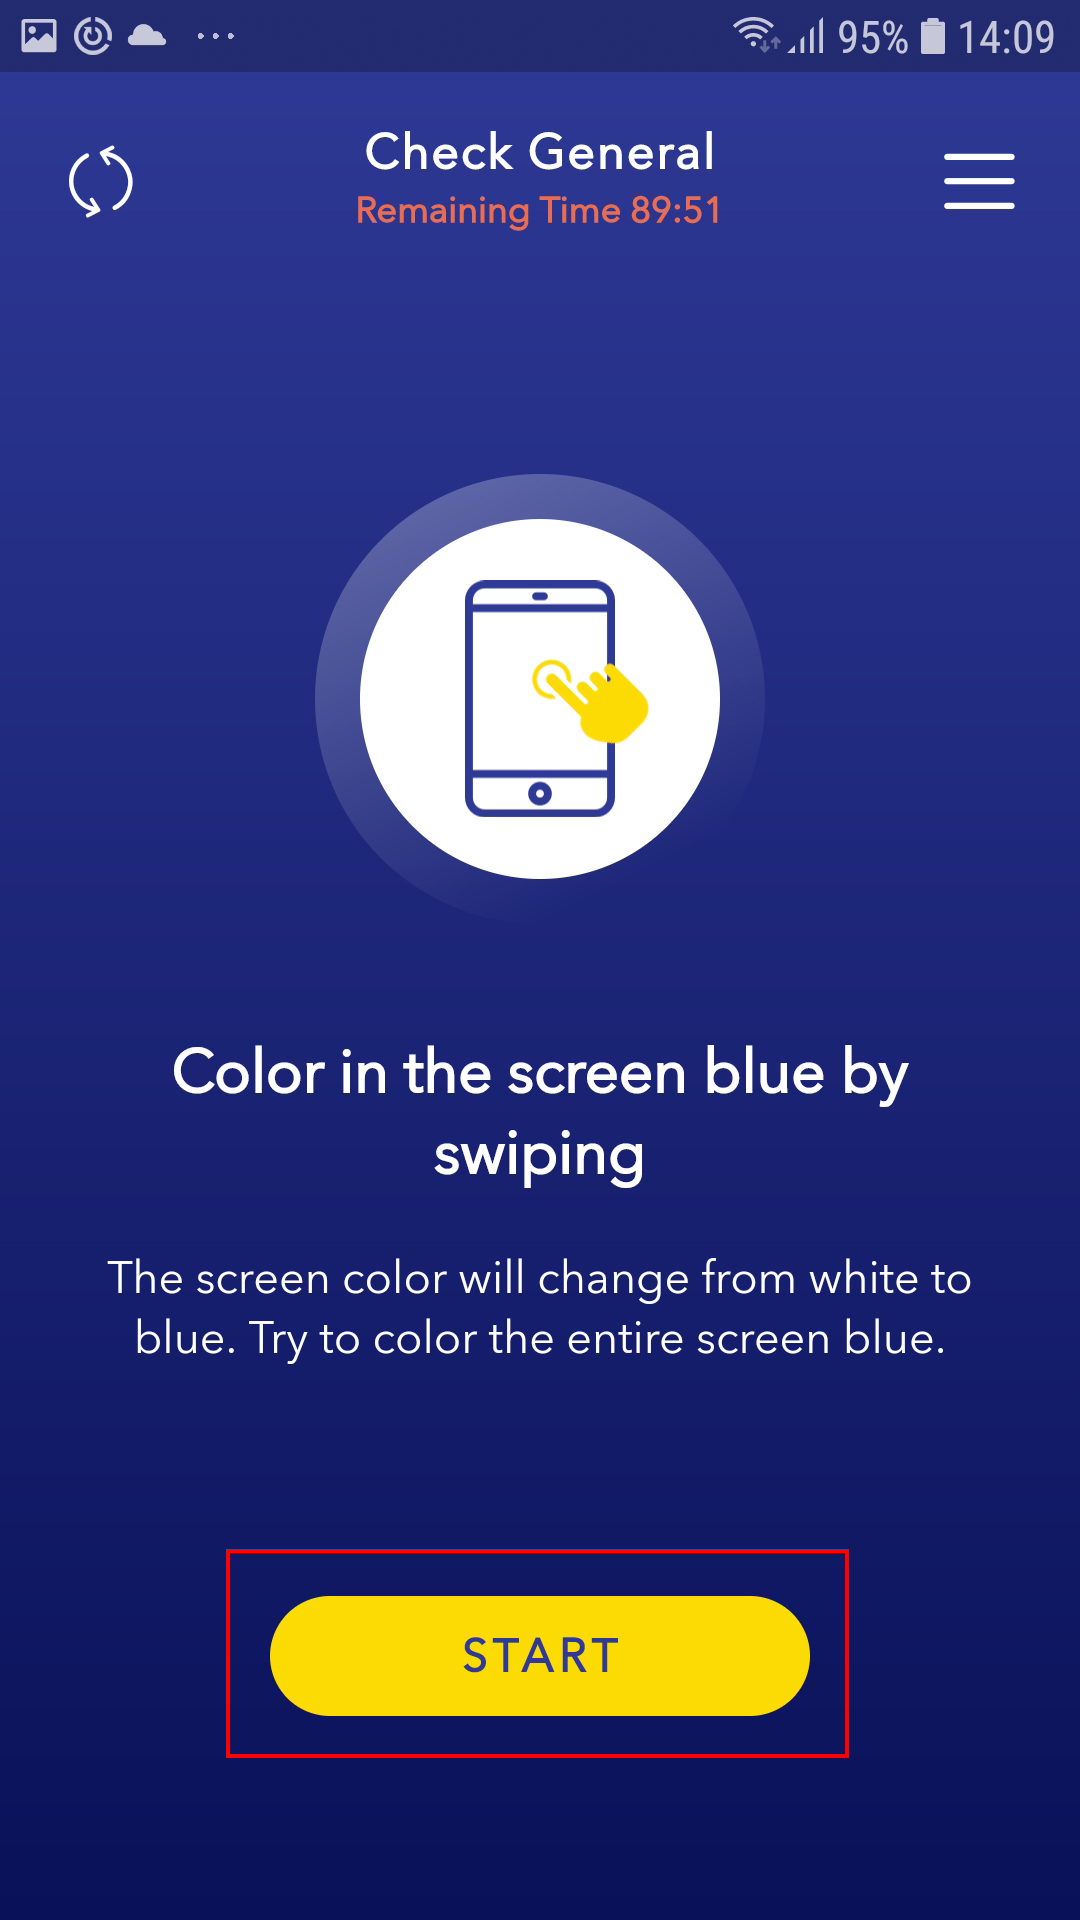 95% 14:09
Check General
Remaining Time 89:51
Color in the screen blue by
swiping
The screen color will change from white to
blue. Try to color the entire screen blue.
START